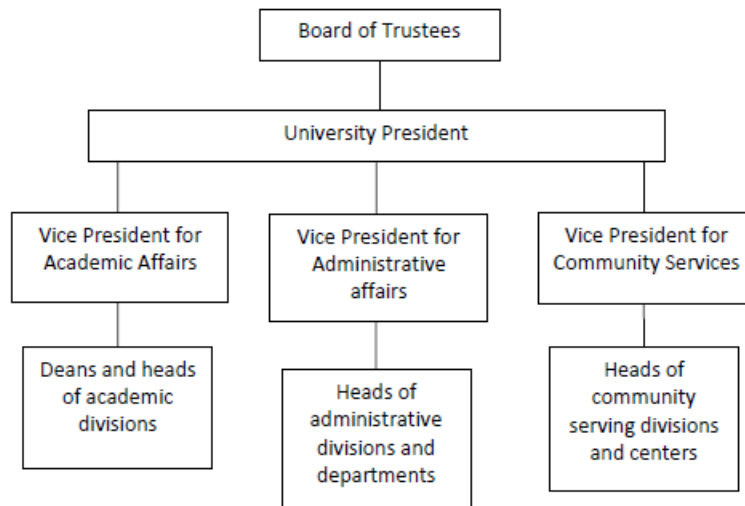 Board of Trustees
University President
Vice President for
Academic Affairs
Vice President for
Administrative
affairs
Vice President for
Community Services
Deans and heads
of academic
divisions
Heads of
administrative
divisions and
departments
Heads of
community
serving divisions
and centers